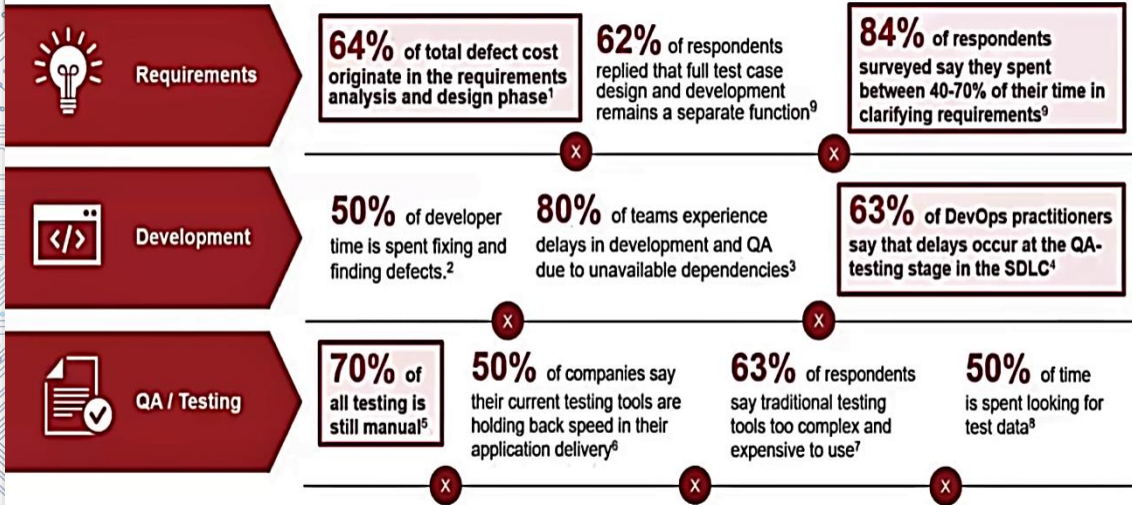 Requirements
64% of total defect cost
originate in the requirements
analysis and design phase¹
62% of respondents
replied that full test case
design and development
remains a separate function⁹
84% of respondents
surveyed say they spent
between 40-70% of their time in
clarifying requirements⁹
X
X
</>
Development
50% of developer
time is spent fixing and
finding defects.²
80% of teams experience
delays in development and QA
due to unavailable dependencies³
63% of DevOps practitioners
say that delays occur at the QA-
testing stage in the SDLC⁴
X
X
QA / Testing
70% of
all testing is
still manual⁵
50% of companies say
their current testing tools are
holding back speed in their
application delivery⁶
63% of respondents
say traditional testing
tools too complex and
expensive to use⁷
50% of time
is spent looking for
test data⁸
X
X
X